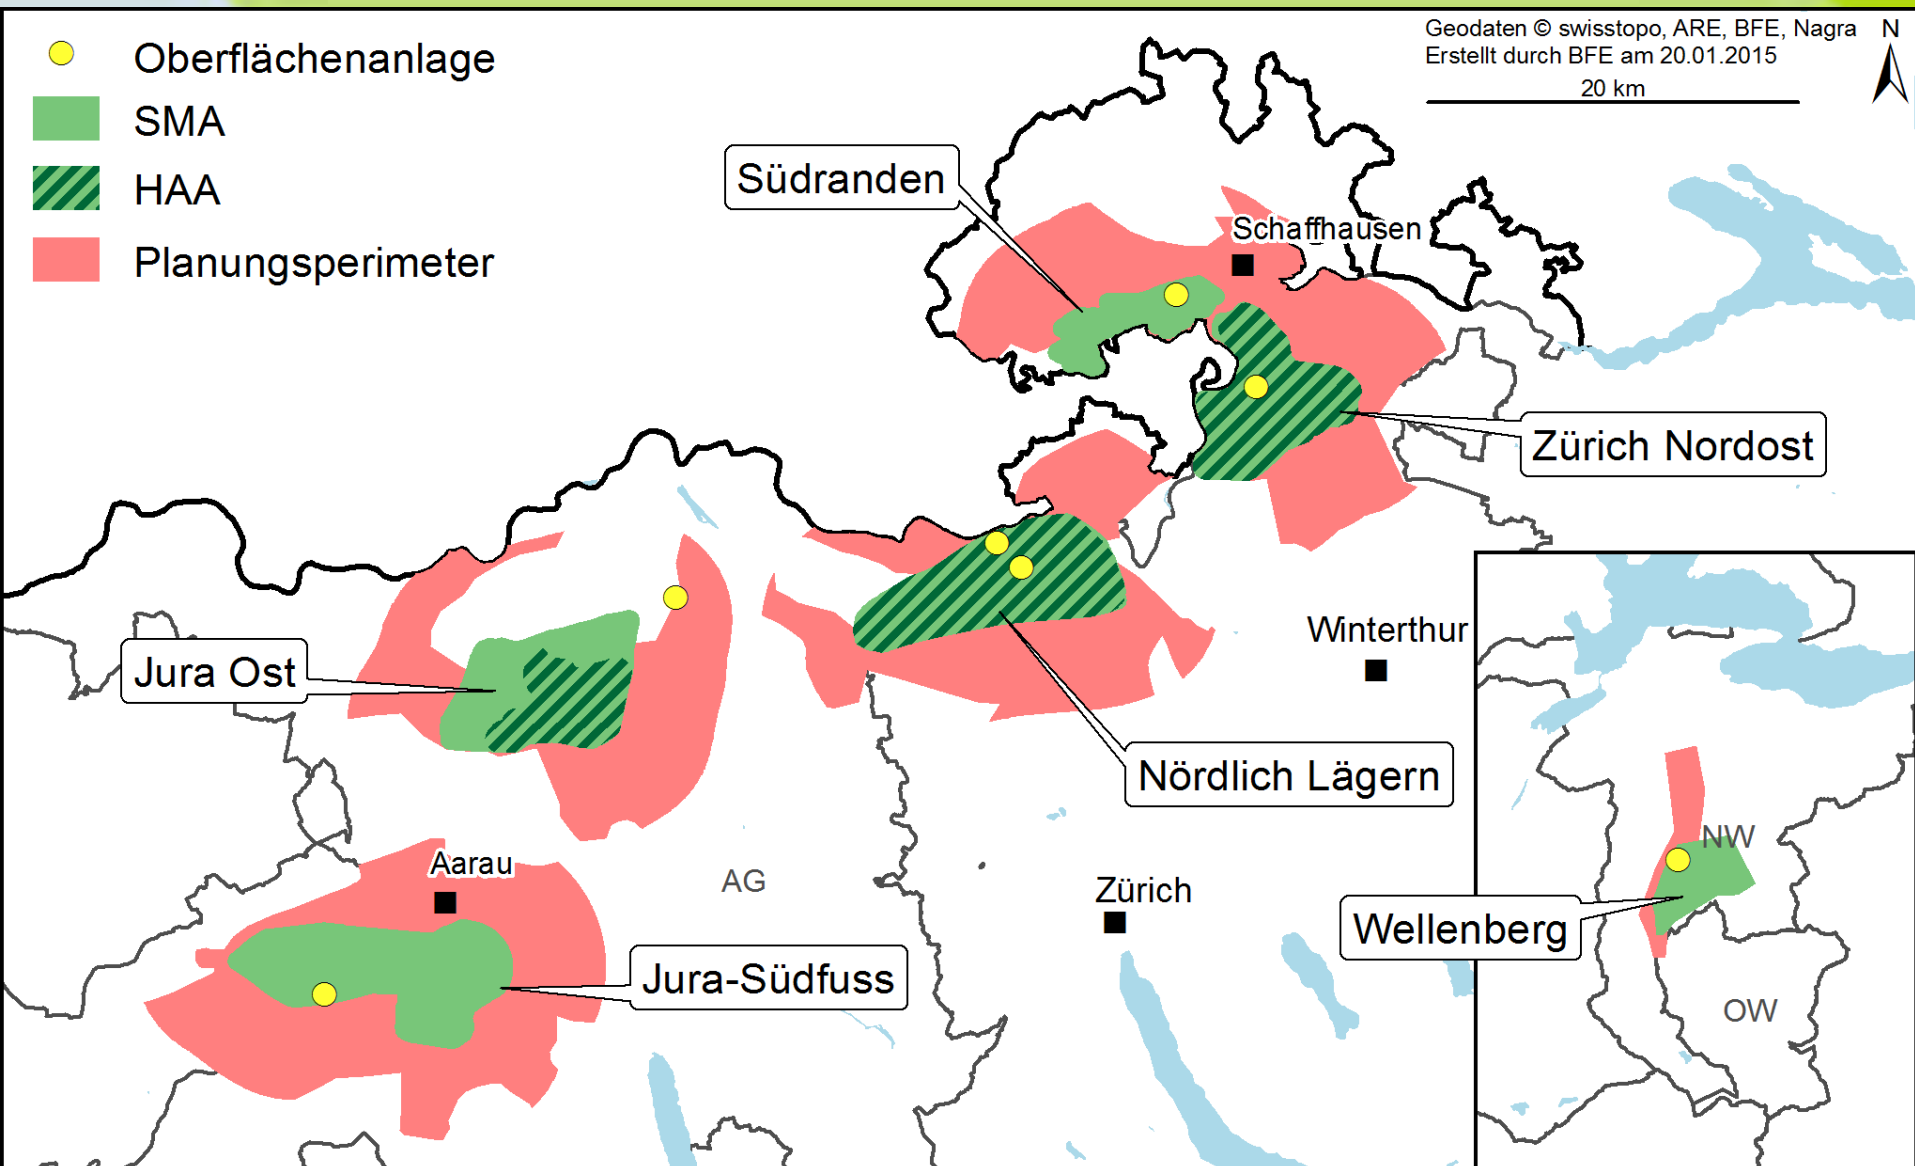 Oberflächenanlage
SMA
HAA
Planungsperimeter
Geodaten © swisstopo, ARE, BFE, Nagra
Erstellt durch BFE am 20.01.2015
20 km
N
Südranden
Schaffhausen
Zürich Nordost
Winterthur
Jura Ost
Nördlich Lägern
NW
Aarau
AG
Zürich
Wellenberg
Jura-Südfuss
OW